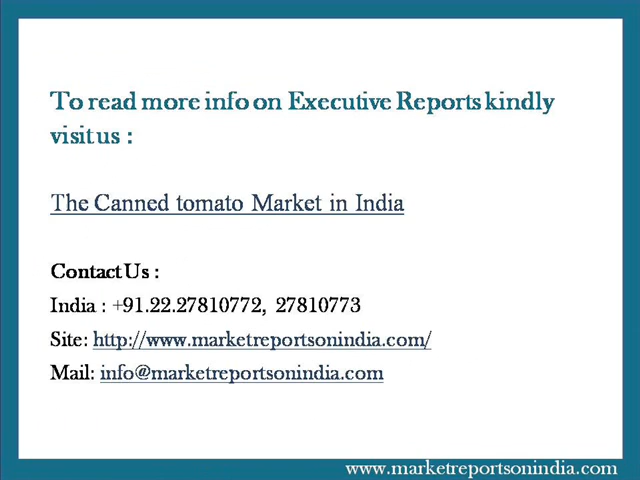 To read more info on Executive Reports kindly
visit us :
The Canned tomato Market in India
Contact Us :
India : +91.22.27810772, 27810773
Site: http://www.marketreportsonindia.com/
Mail: info@marketreportsonindia.com
www.marketreportsonindia.com